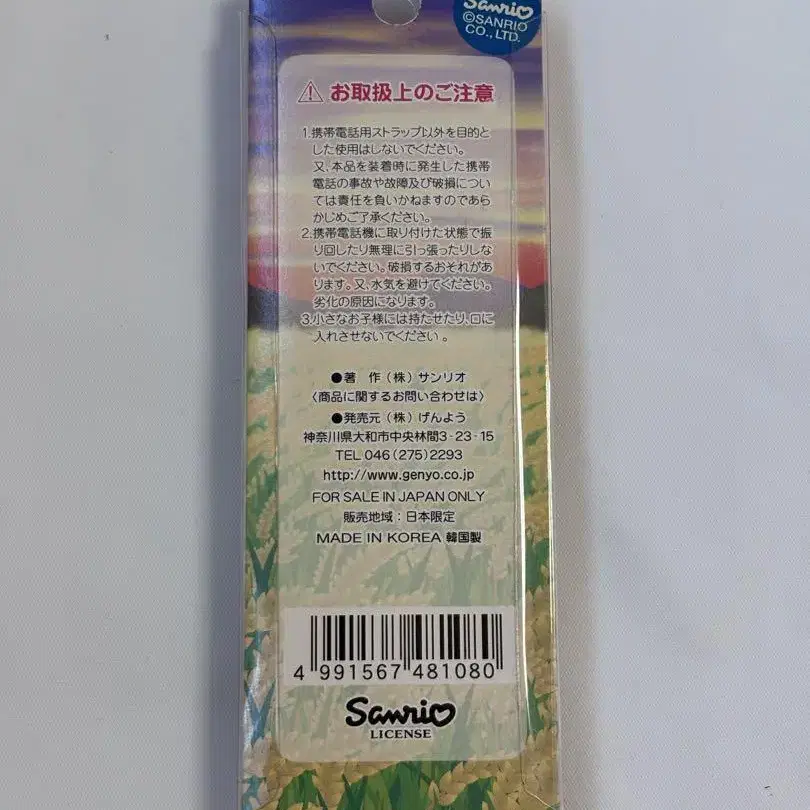 Sanrio
©SANRIO
CO., LTD.
お取扱上のご注意
1.携帯電話用ストラップ以外を目的と
した使用はしないでください。
又、本品を装着時に発生した携帯
電話の事故や故障及び破損につい
ては責任を負いかねますのであら
かじめご了承ください。
2.携帯電話機に取り付けた状態で振
り回したり無理に引っ張ったりしな
いでください。破損するおそれがあ
ります。又、水気を避けてください。
劣化の原因になります。
3.小さなお子様には持たせたり、口に
入れさせないでください。
●著 作（株）サンリオ
〈商品に関するお問い合わせは〉
●発売元（株）げんよう
神奈川県大和市中央林間3-23-15
TEL 046(275)2293
http://www.genyo.co.jp
FOR SALE IN JAPAN ONLY
販売地域：日本限定
MADE IN KOREA 韓国製
4 991567 481080
Sanrio
LICENSE